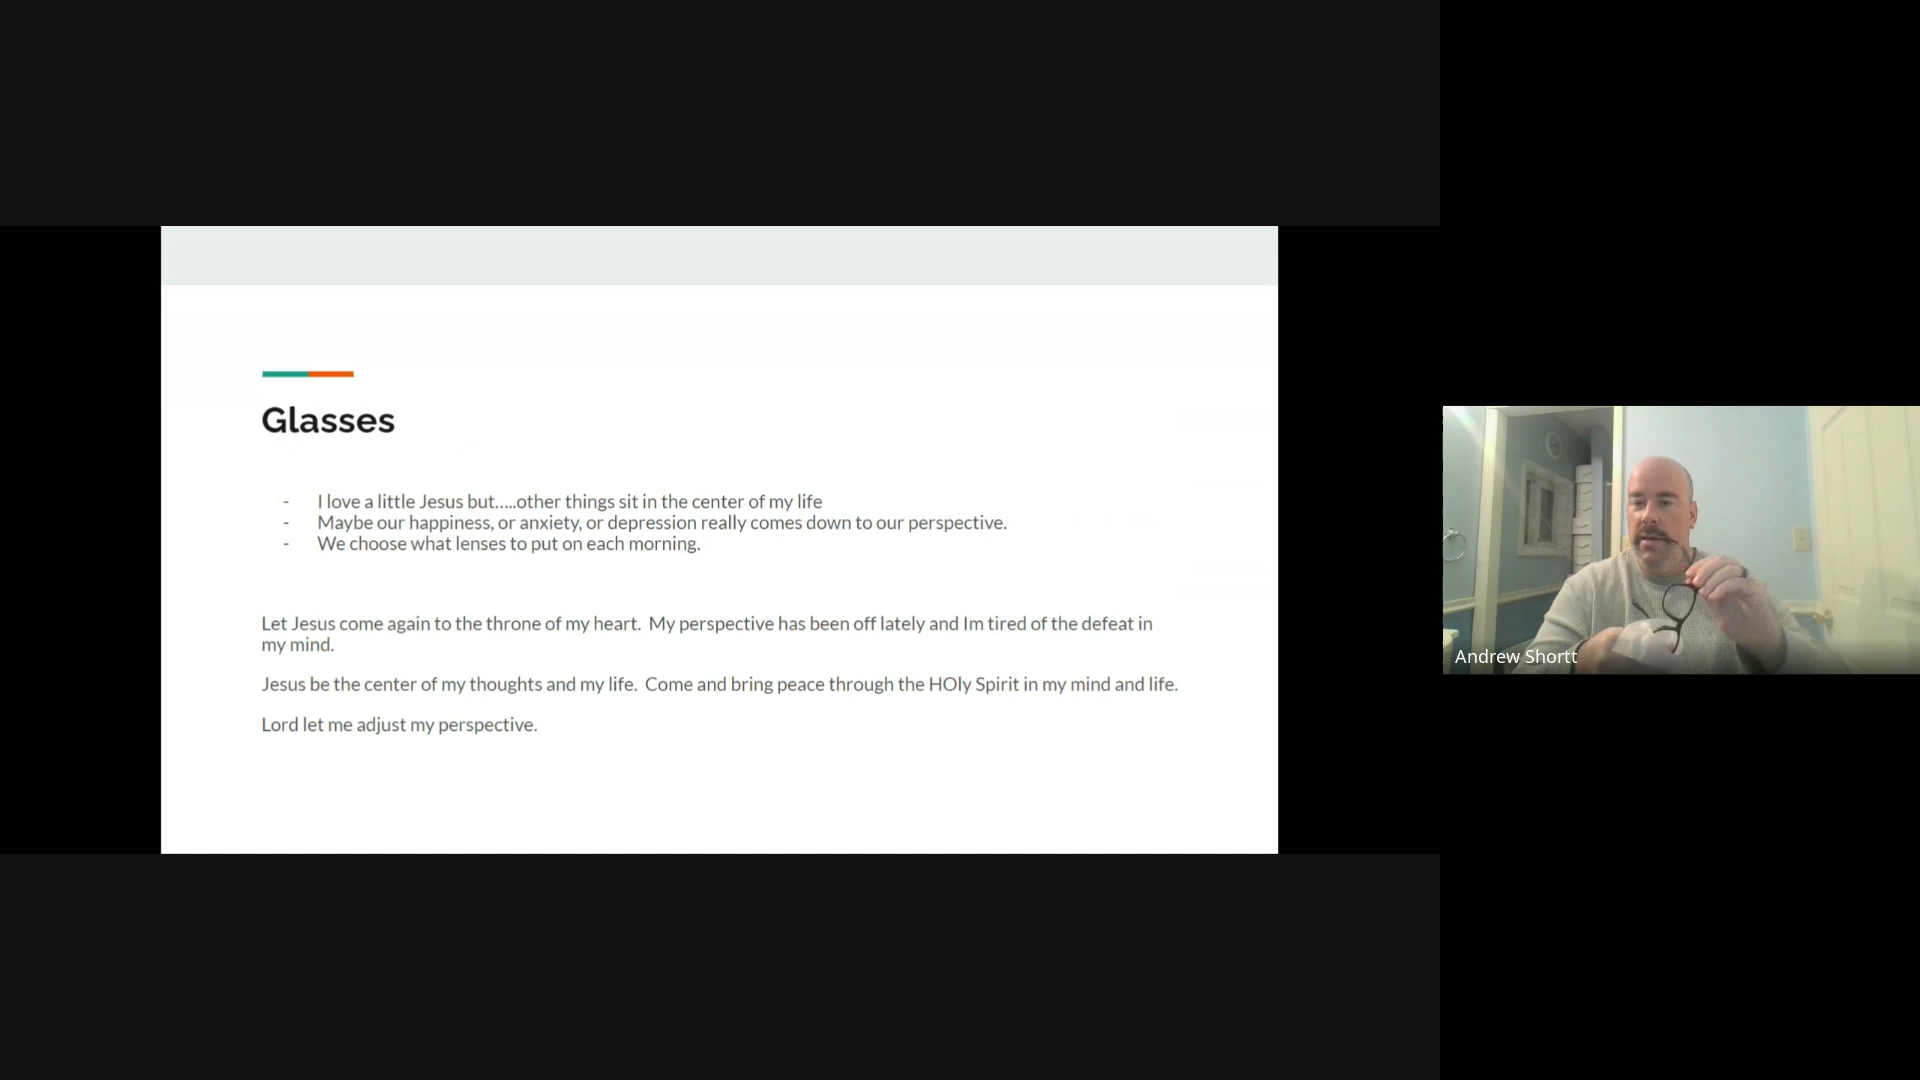 Glasses
- I love a little Jesus but.....other things sit in the center of my life
- Maybe our happiness, or anxiety, or depression really comes down to our perspective.
- We choose what lenses to put on each morning.
Let Jesus come again to the throne of my heart.  My perspective has been off lately and Im tired of the defeat in
my mind.
Jesus be the center of my thoughts and my life.  Come and bring peace through the HOly Spirit in my mind and life.
Lord let me adjust my perspective.
Andrew Shortt